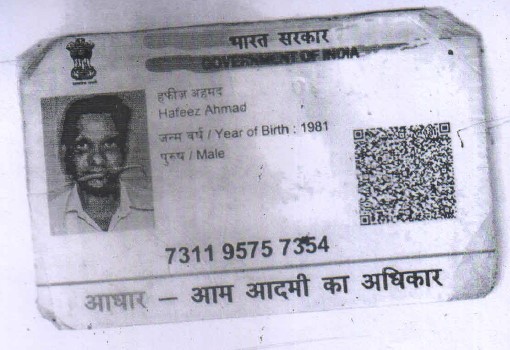 भारत सरकार
GOVERNMENT OF INDIA
हफीज अहमद
Hafeez Ahmad
जन्म वर्ष / Year of Birth : 1981
पुरुष / Male
7311 9575 7354
आधार – आम आदमी का अधिकार